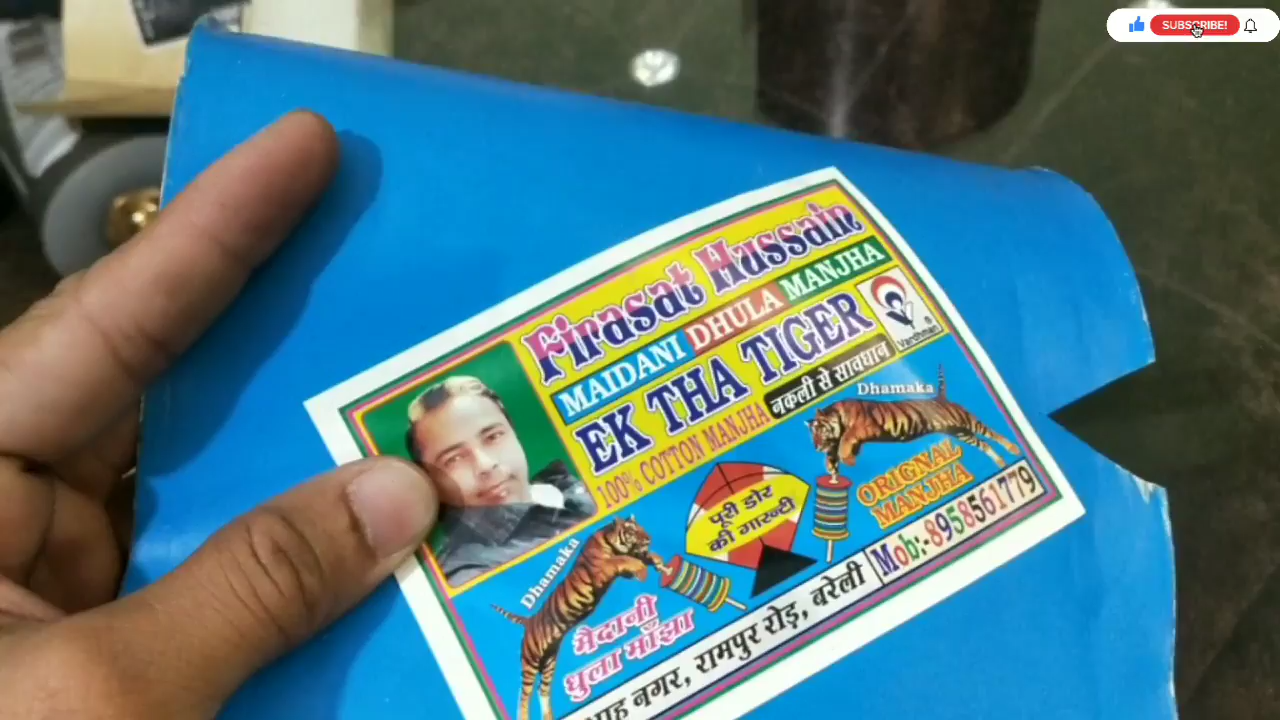 SUBSCRIBE!
Firasat Hussain
MAIDANI DHULA MANJHA
EK THA TIGER
Vardhman
100% COTTON MANJHA नकली से सावधान
Dhamaka
ORIGNAL
MANJHA
पूरी डोर
की गारन्टी
Dhamaka
मैदानी
धुला माँझा
नगर, रामपुर रोड़, बरेली
Mob:-8958561779